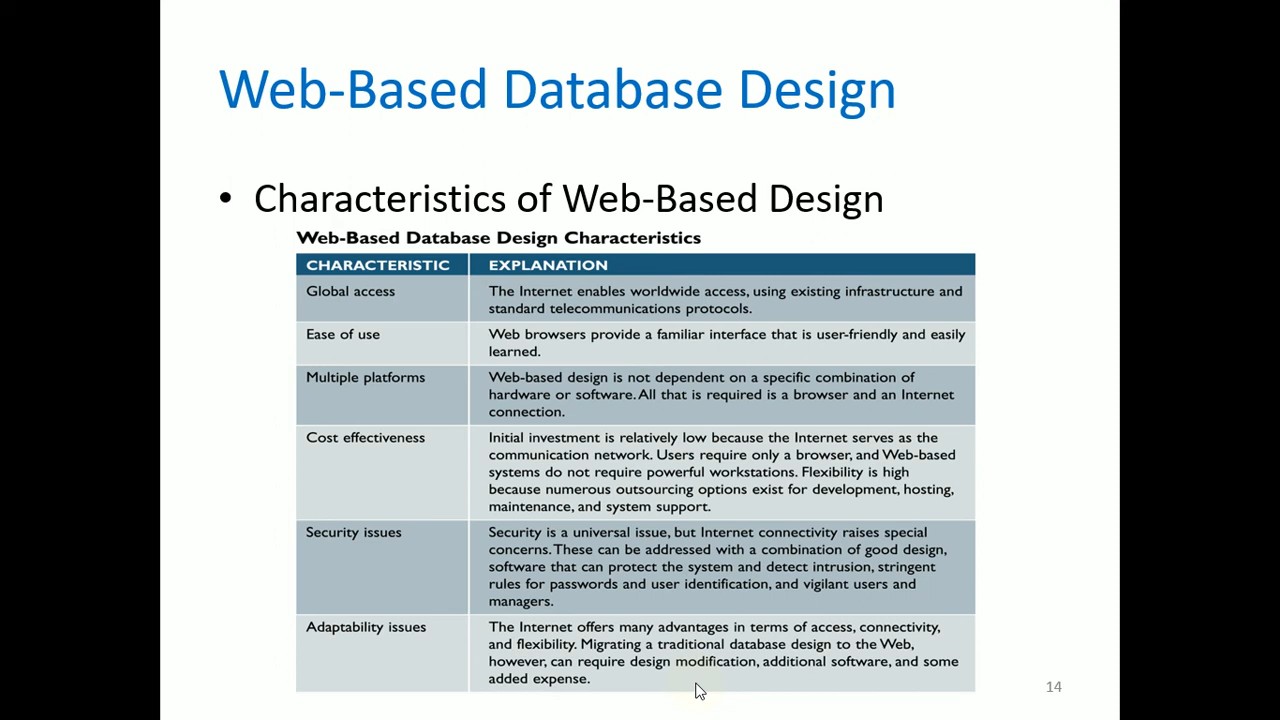 Web-Based Database Design
• Characteristics of Web-Based Design
Web-Based Database Design Characteristics
CHARACTERISTIC EXPLANATION
Global access The Internet enables worldwide access, using existing infrastructure and
standard telecommunications protocols.
Ease of use Web browsers provide a familiar interface that is user-friendly and easily
learned.
Multiple platforms Web-based design is not dependent on a specific combination of
hardware or software. All that is required is a browser and an Internet
connection.
Cost effectiveness Initial investment is relatively low because the Internet serves as the
communication network. Users require only a browser, and Web-based
systems do not require powerful workstations. Flexibility is high
because numerous outsourcing options exist for development, hosting,
maintenance, and system support.
Security issues Security is a universal issue, but Internet connectivity raises special
concerns. These can be addressed with a combination of good design,
software that can protect the system and detect intrusion, stringent
rules for passwords and user identification, and vigilant users and
managers.
Adaptability issues The Internet offers many advantages in terms of access, connectivity,
and flexibility. Migrating a traditional database design to the Web,
however, can require design modification, additional software, and some
added expense.
14